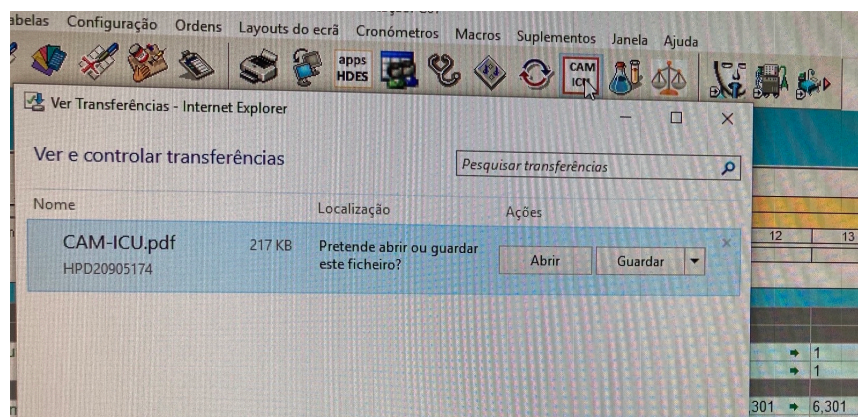 Configuração Ordens Layouts do ecrã Cronómetros Macros Suplementos Janela Ajuda
apps
HDES
CAM
ICU
Ver Transferências - Internet Explorer
Ver e controlar transferências
Pesquisar transferências
Nome
Localização
Ações
CAM-ICU.pdf
217 KB
Pretende abrir ou guardar
este ficheiro?
Abrir
Guardar
HPD20905174
12 13
1
1
301 6,301